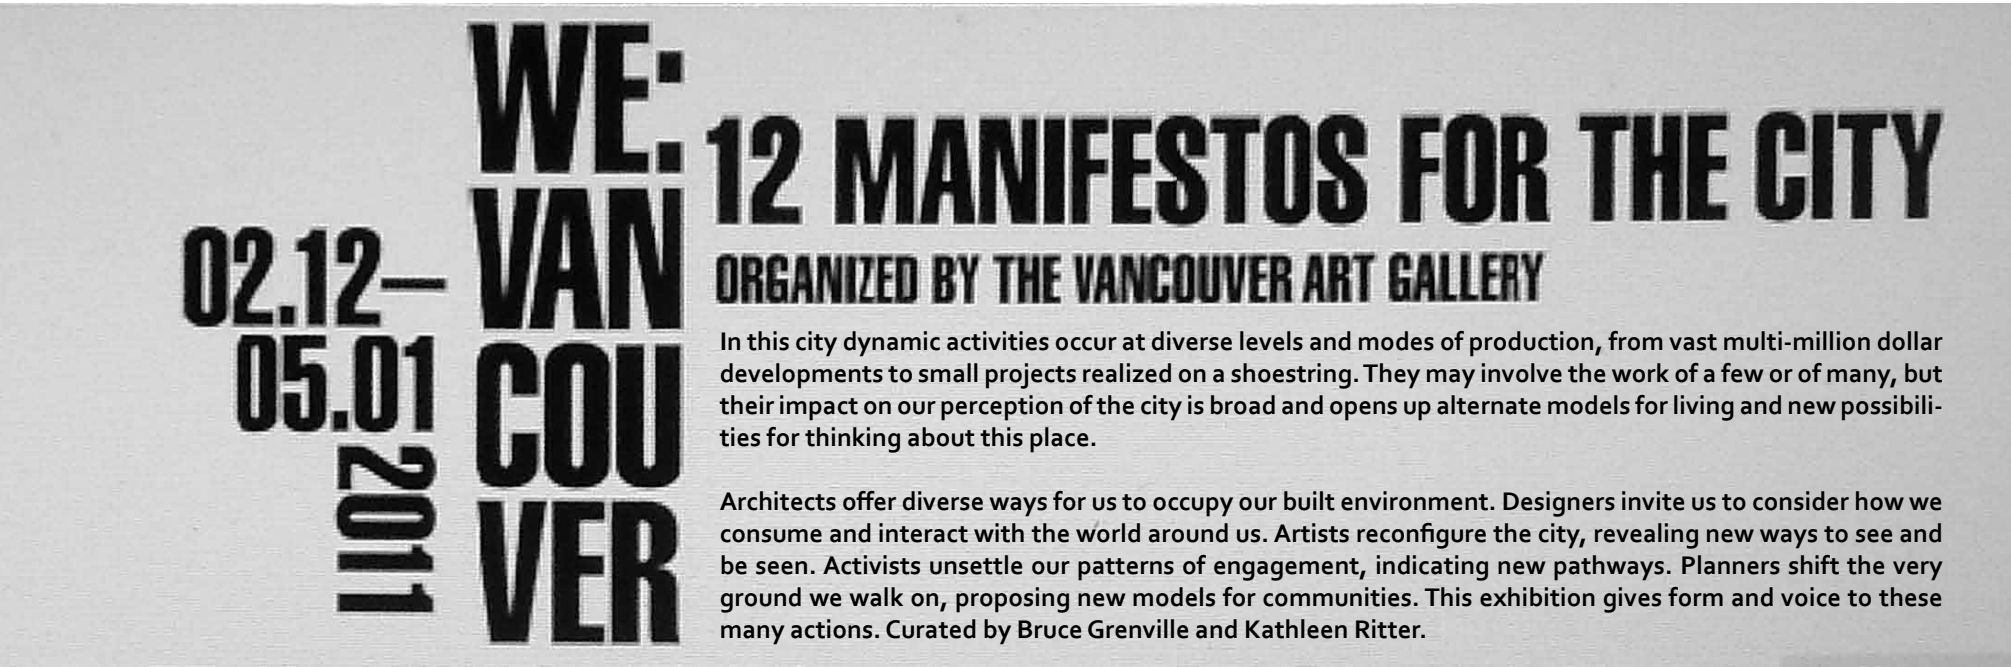 WE:
VAN
COU
VER
12 MANIFESTOS FOR THE CITY
ORGANIZED BY THE VANCOUVER ART GALLERY
02.12—
05.01
2011
In this city dynamic activities occur at diverse levels and modes of production, from vast multi-million dollar
developments to small projects realized on a shoestring. They may involve the work of a few or of many, but
their impact on our perception of the city is broad and opens up alternate models for living and new possibili-
ties for thinking about this place.
Architects offer diverse ways for us to occupy our built environment. Designers invite us to consider how we
consume and interact with the world around us. Artists reconfigure the city, revealing new ways to see and
be seen. Activists unsettle our patterns of engagement, indicating new pathways. Planners shift the very
ground we walk on, proposing new models for communities. This exhibition gives form and voice to these
many actions. Curated by Bruce Grenville and Kathleen Ritter.